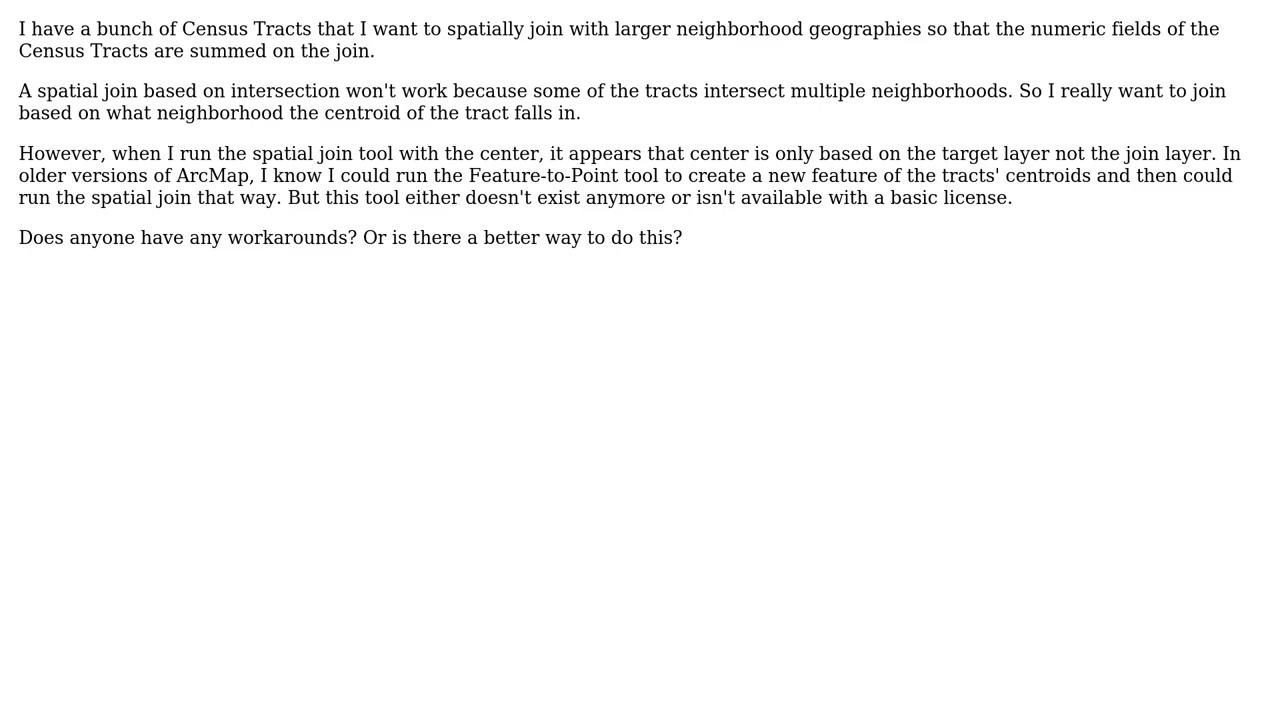 I have a bunch of Census Tracts that I want to spatially join with larger neighborhood geographies so that the numeric fields of the
Census Tracts are summed on the join.
A spatial join based on intersection won't work because some of the tracts intersect multiple neighborhoods. So I really want to join
based on what neighborhood the centroid of the tract falls in.
However, when I run the spatial join tool with the center, it appears that center is only based on the target layer not the join layer. In
older versions of ArcMap, I know I could run the Feature-to-Point tool to create a new feature of the tracts' centroids and then could
run the spatial join that way. But this tool either doesn't exist anymore or isn't available with a basic license.
Does anyone have any workarounds? Or is there a better way to do this?